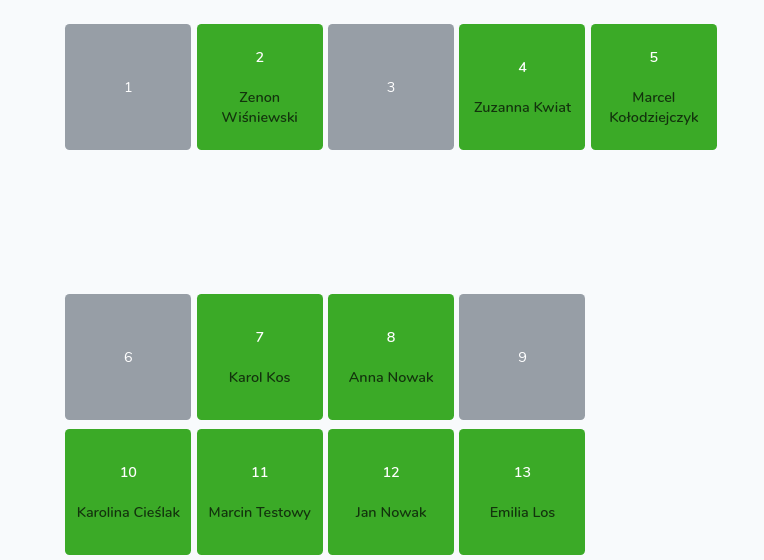 1
2
Zenon
Wiśniewski
3
4
Zuzanna Kwiat
5
Marcel
Kołodziejczyk
6
7
Karol Kos
8
Anna Nowak
9
10
Karolina Cieślak
11
Marcin Testowy
12
Jan Nowak
13
Emilia Los